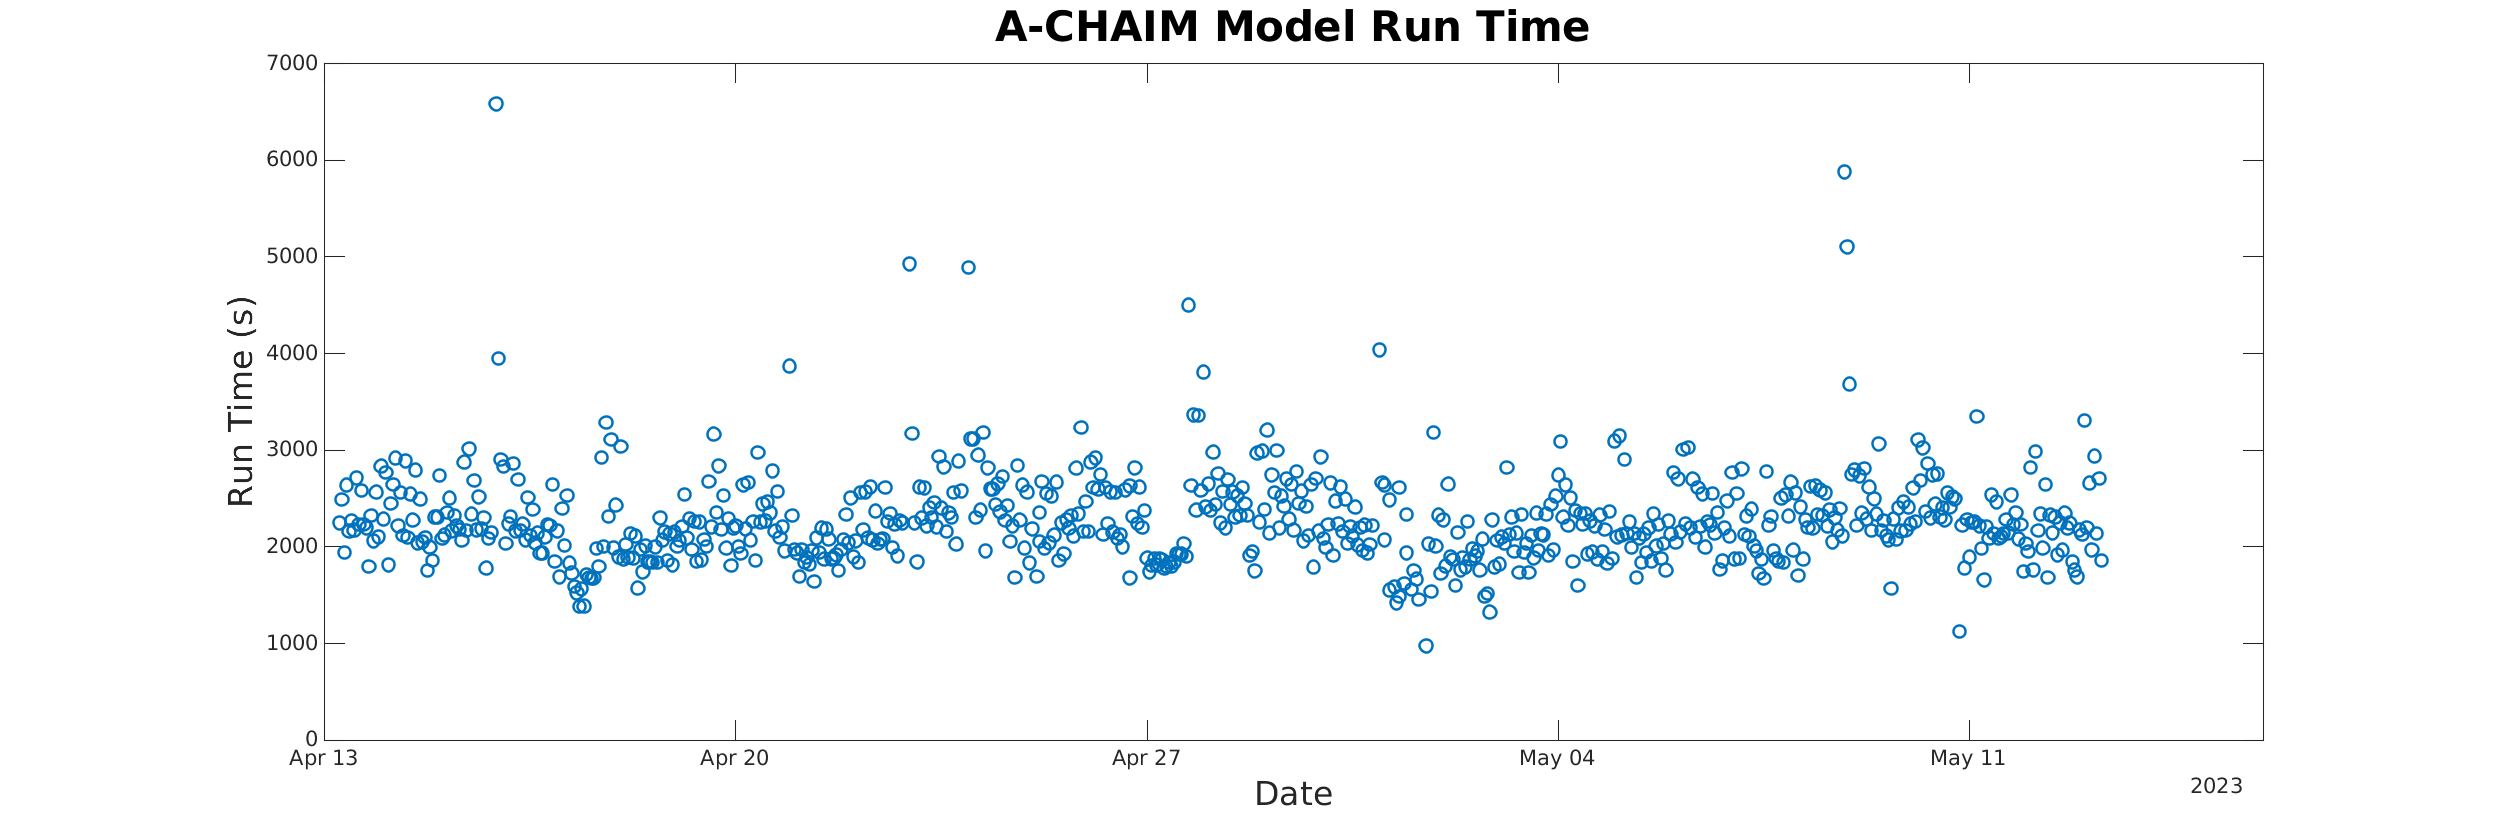 A-CHAIM Model Run Time
7000
6000
5000
4000
3000
2000
1000
0
Run Time (s)
Apr 13 Apr 20 Apr 27 May 04 May 11
2023
Date